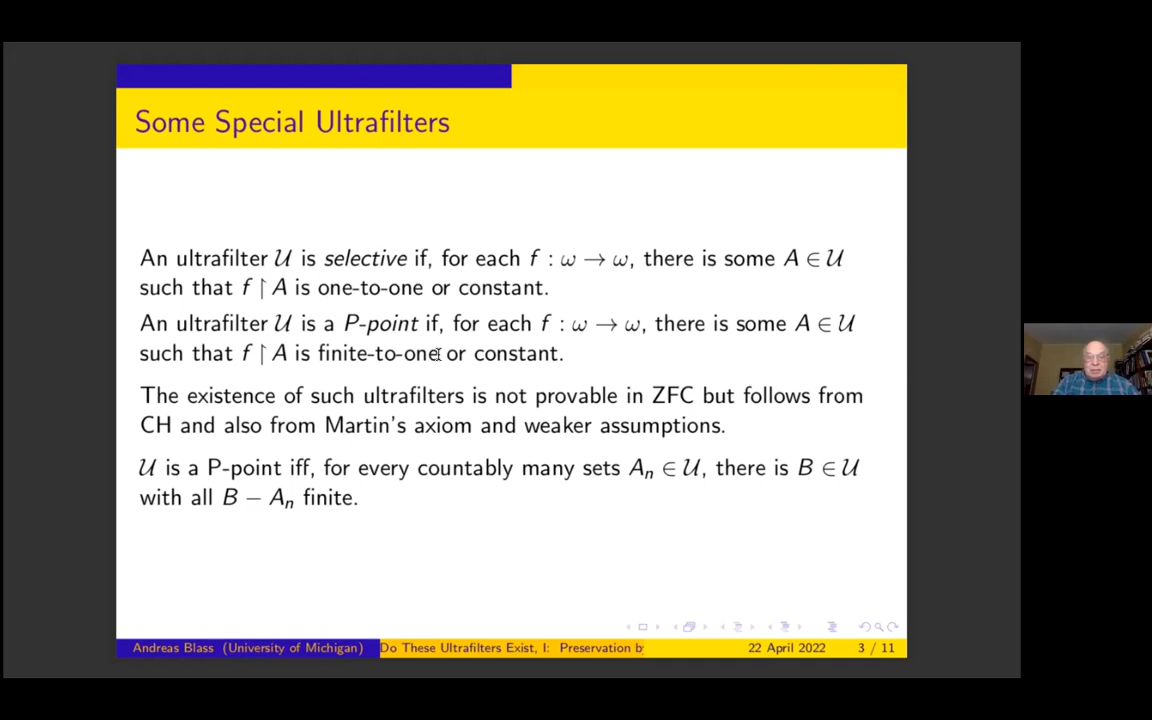 Some Special Ultrafilters
An ultrafilter 𝒰 is selective if, for each f : ω → ω, there is some A ∈ 𝒰
such that f ↾ A is one-to-one or constant.
An ultrafilter 𝒰 is a P-point if, for each f : ω → ω, there is some A ∈ 𝒰
such that f ↾ A is finite-to-one or constant.
The existence of such ultrafilters is not provable in ZFC but follows from
CH and also from Martin's axiom and weaker assumptions.
𝒰 is a P-point iff, for every countably many sets Aₙ ∈ 𝒰, there is B ∈ 𝒰
with all B − Aₙ finite.
Andreas Blass (University of Michigan) Do These Ultrafilters Exist, I: Preservation b 22 April 2022 3 / 11